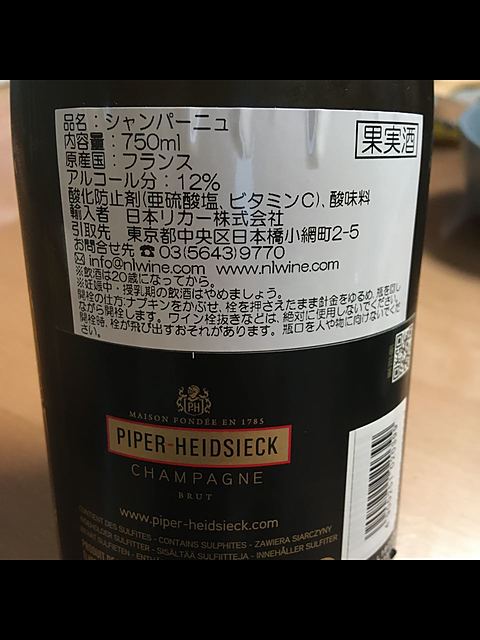 品名：シャンパーニュ
内容量：750ml
果実酒
原産国：フランス
アルコール分：12%
酸化防止剤(亜硫酸塩、ビタミンC)、酸味料
輸入者 日本リカー株式会社
引取先 東京都中央区日本橋小網町2-5
お問合せ先 ☎03(5643)9770
✉ info@nlwine.com www.nlwine.com
※飲酒は20歳になってから。
※妊娠中・授乳期の飲酒はやめましょう。
開栓の仕方：ナプキンをかぶせ、栓を押さえたまま針金をゆるめ、瓶を回し
ながら開栓します。ワイン栓抜きなどは、絶対に使用しないでください。
開栓時、栓が飛び出すおそれがあります。瓶口を人や物に向けないでくだ
さい。
PH
MAISON FONDÉE EN 1785
PIPER-HEIDSIECK
CHAMPAGNE
BRUT
www.piper-heidsieck.com
CONTIENT DES SULFITES - CONTAINS SULPHITES - ZAWIERA SIARCZYNY
SULFITTER - SISÄLTÄÄ SULFIITTEJA - INNEHÅLLER SULFITER
SULFIETEN
PRODUIT DE